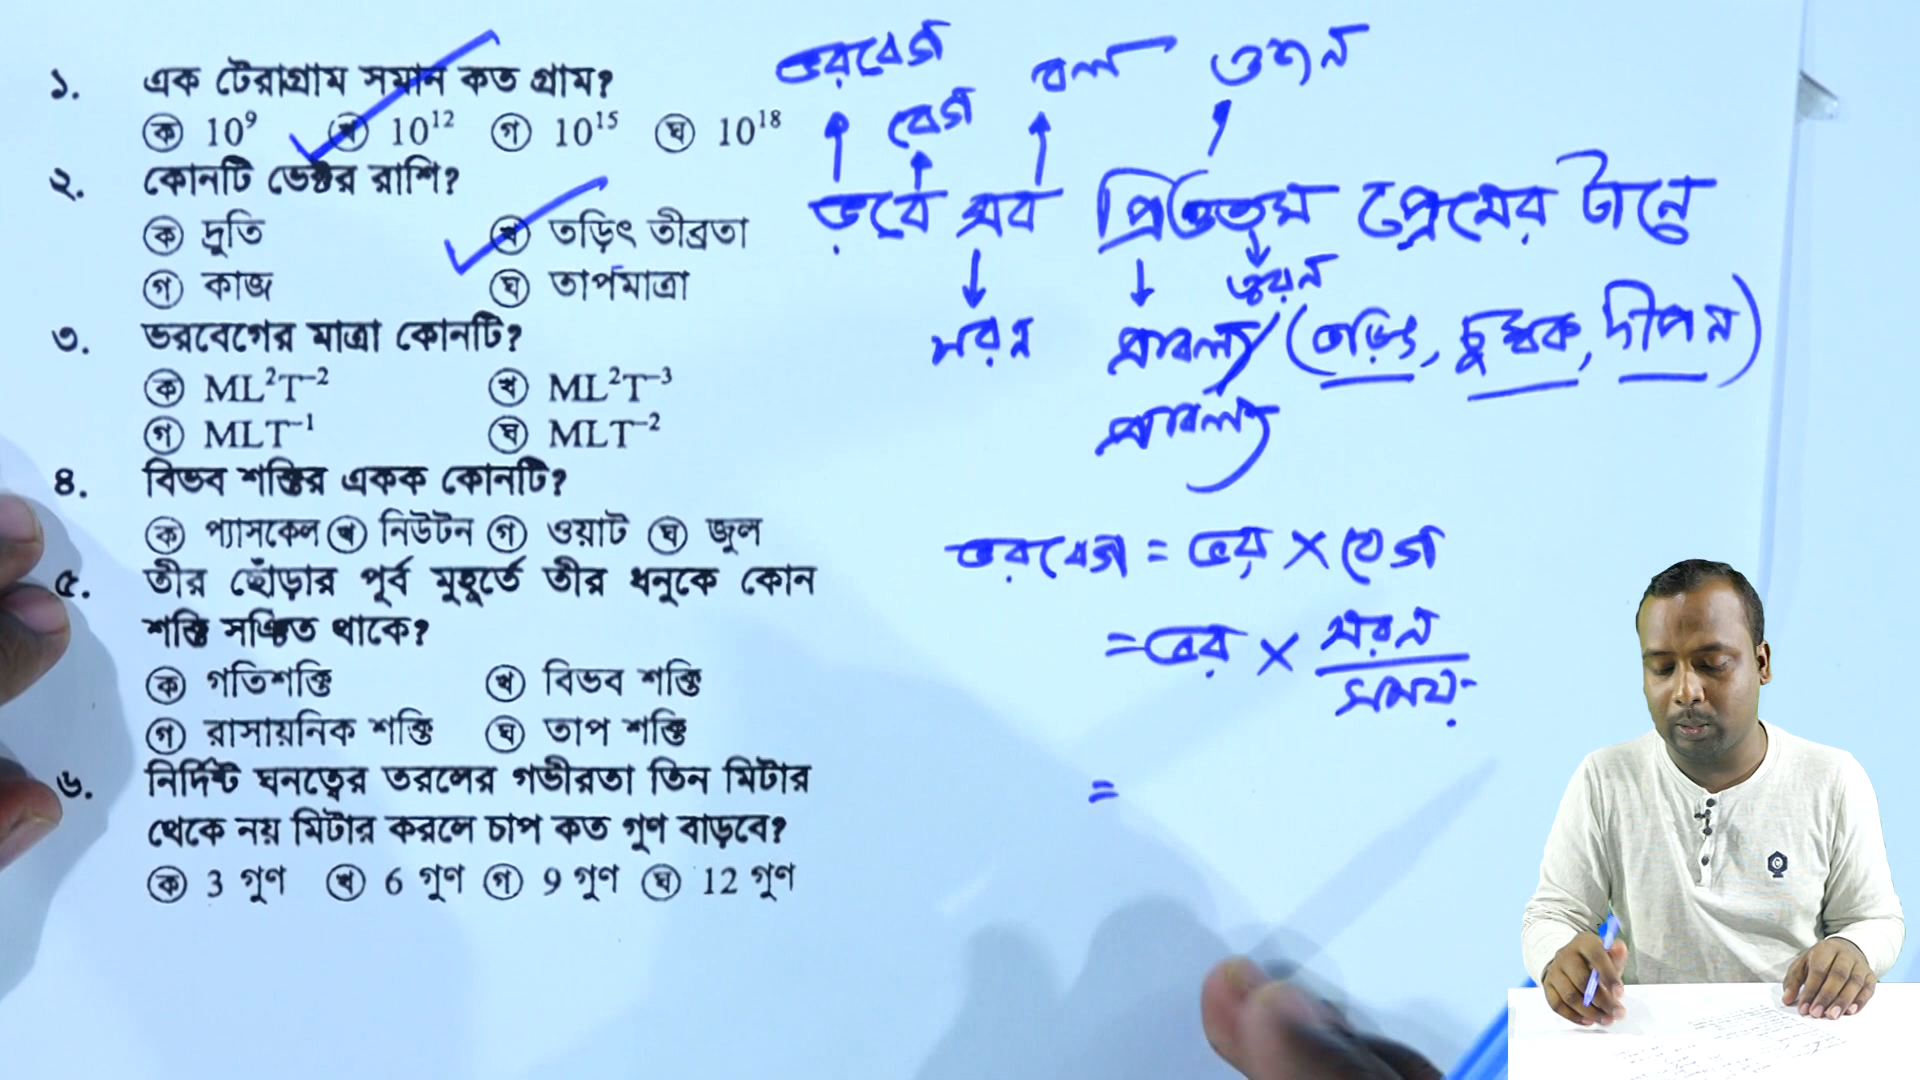 ১. এক টেরাগ্রাম সমান কত গ্রাম?
ক 10⁹ খ 10¹² গ 10¹⁵ ঘ 10¹⁸
২. কোনটি ভেক্টর রাশি?
ক দ্রুতি খ তড়িৎ তীব্রতা
গ কাজ ঘ তাপমাত্রা
৩. ভরবেগের মাত্রা কোনটি?
ক ML²T⁻² খ ML²T⁻³
গ MLT⁻¹ ঘ MLT⁻²
৪. বিভব শক্তির একক কোনটি?
ক প্যাসকেল খ নিউটন গ ওয়াট ঘ জুল
৫. তীর ছোঁড়ার পূর্ব মুহূর্তে তীর ধনুকে কোন
শক্তি সঞ্চিত থাকে?
ক গতিশক্তি খ বিভব শক্তি
গ রাসায়নিক শক্তি ঘ তাপ শক্তি
৬. নির্দিষ্ট ঘনত্বের তরলের গভীরতা তিন মিটার
থেকে নয় মিটার করলে চাপ কত গুণ বাড়বে?
ক 3 গুণ খ 6 গুণ গ 9 গুণ ঘ 12 গুণ
ভরবেগ বল ওজন
বেগ
ভবে এব প্রেমের টানে
ত্বরণ
সরণ প্রাবল্য (তড়িৎ, চুম্বক, দীপন)
প্রাবল্য
ভরবেগ = ভর × বেগ
= ভর × সরণ
সময়
=